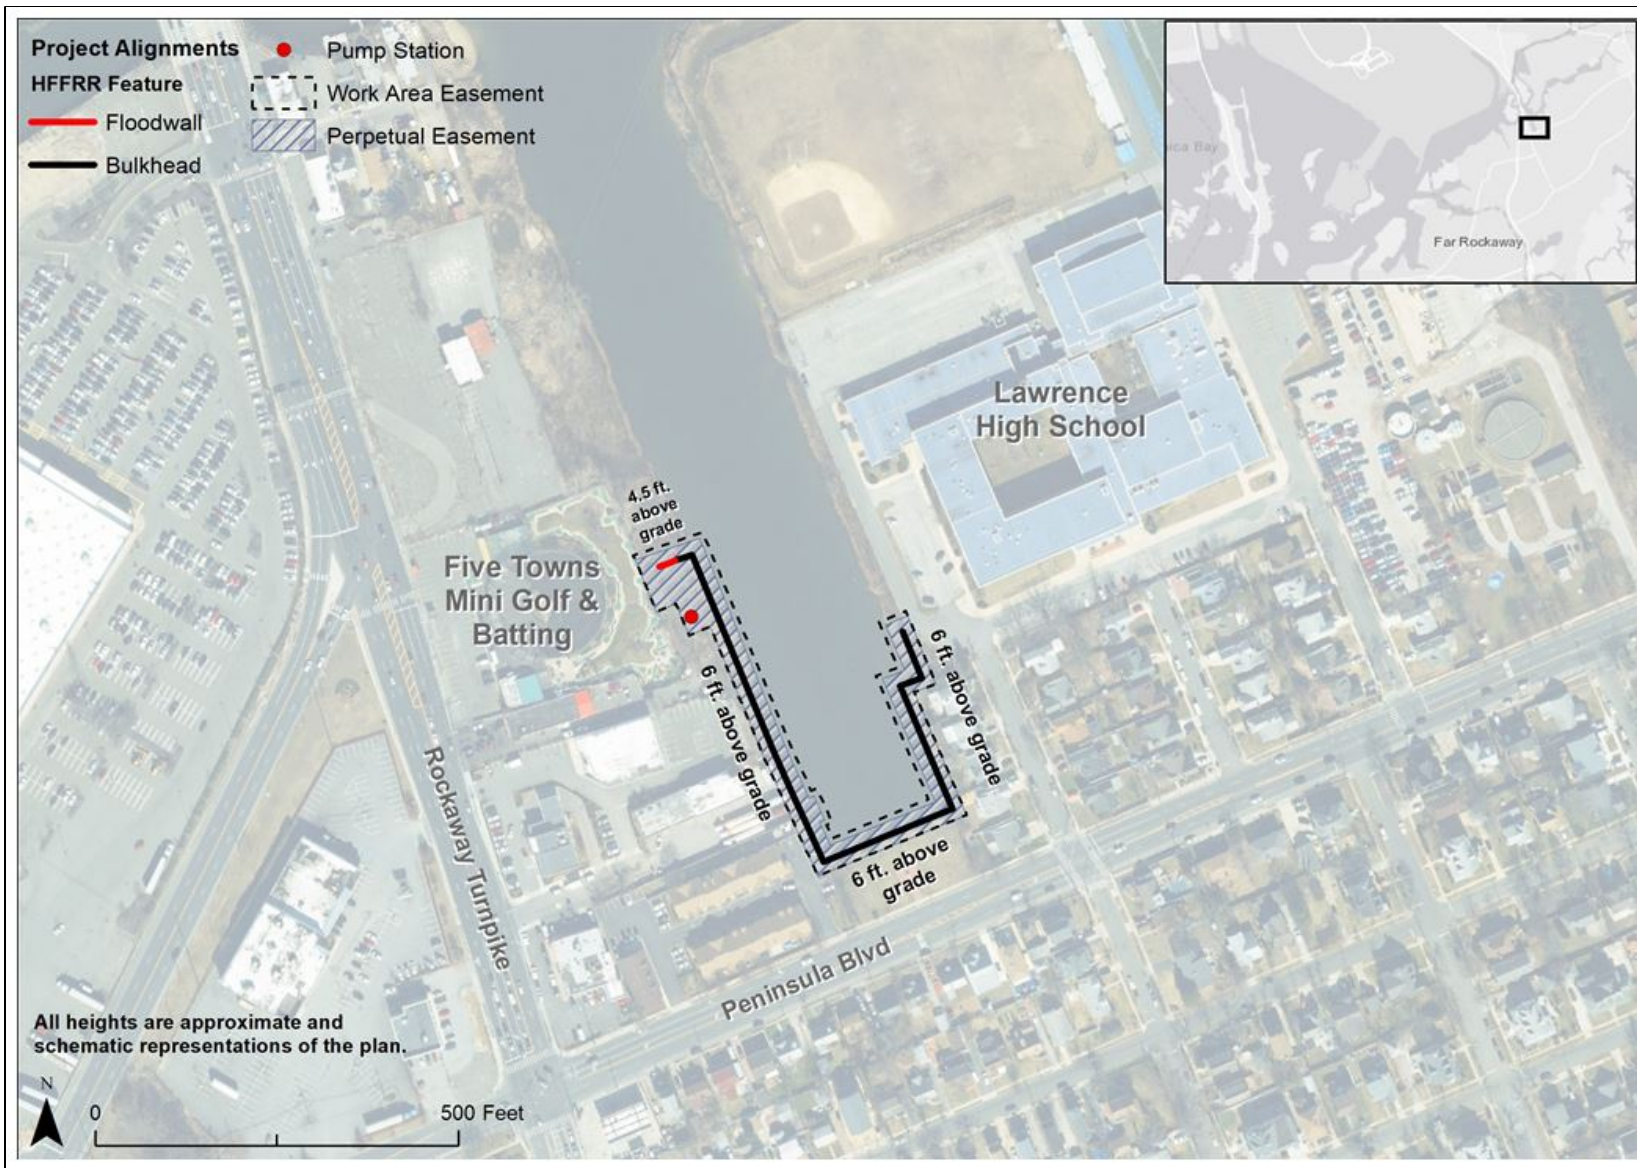 Project Alignments
HFFRR Feature
Floodwall
Bulkhead
Pump Station
Work Area Easement
Perpetual Easement
Far Rockaway
Lawrence
High School
4.5 ft.
above
grade
Five Towns
Mini Golf &
Batting
6 ft. above grade
6 ft. above grade
6 ft. above
grade
Rockaway Turnpike
Peninsula Blvd
All heights are approximate and
schematic representations of the plan.
N
0
500 Feet